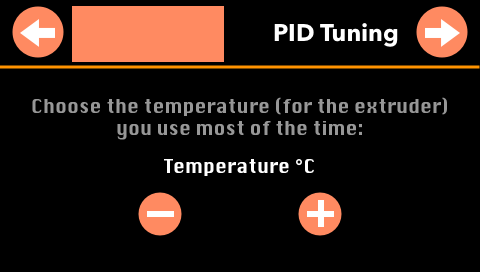 PID Tuning
Choose the temperature (for the extruder)
you use most of the time:
Temperature °C